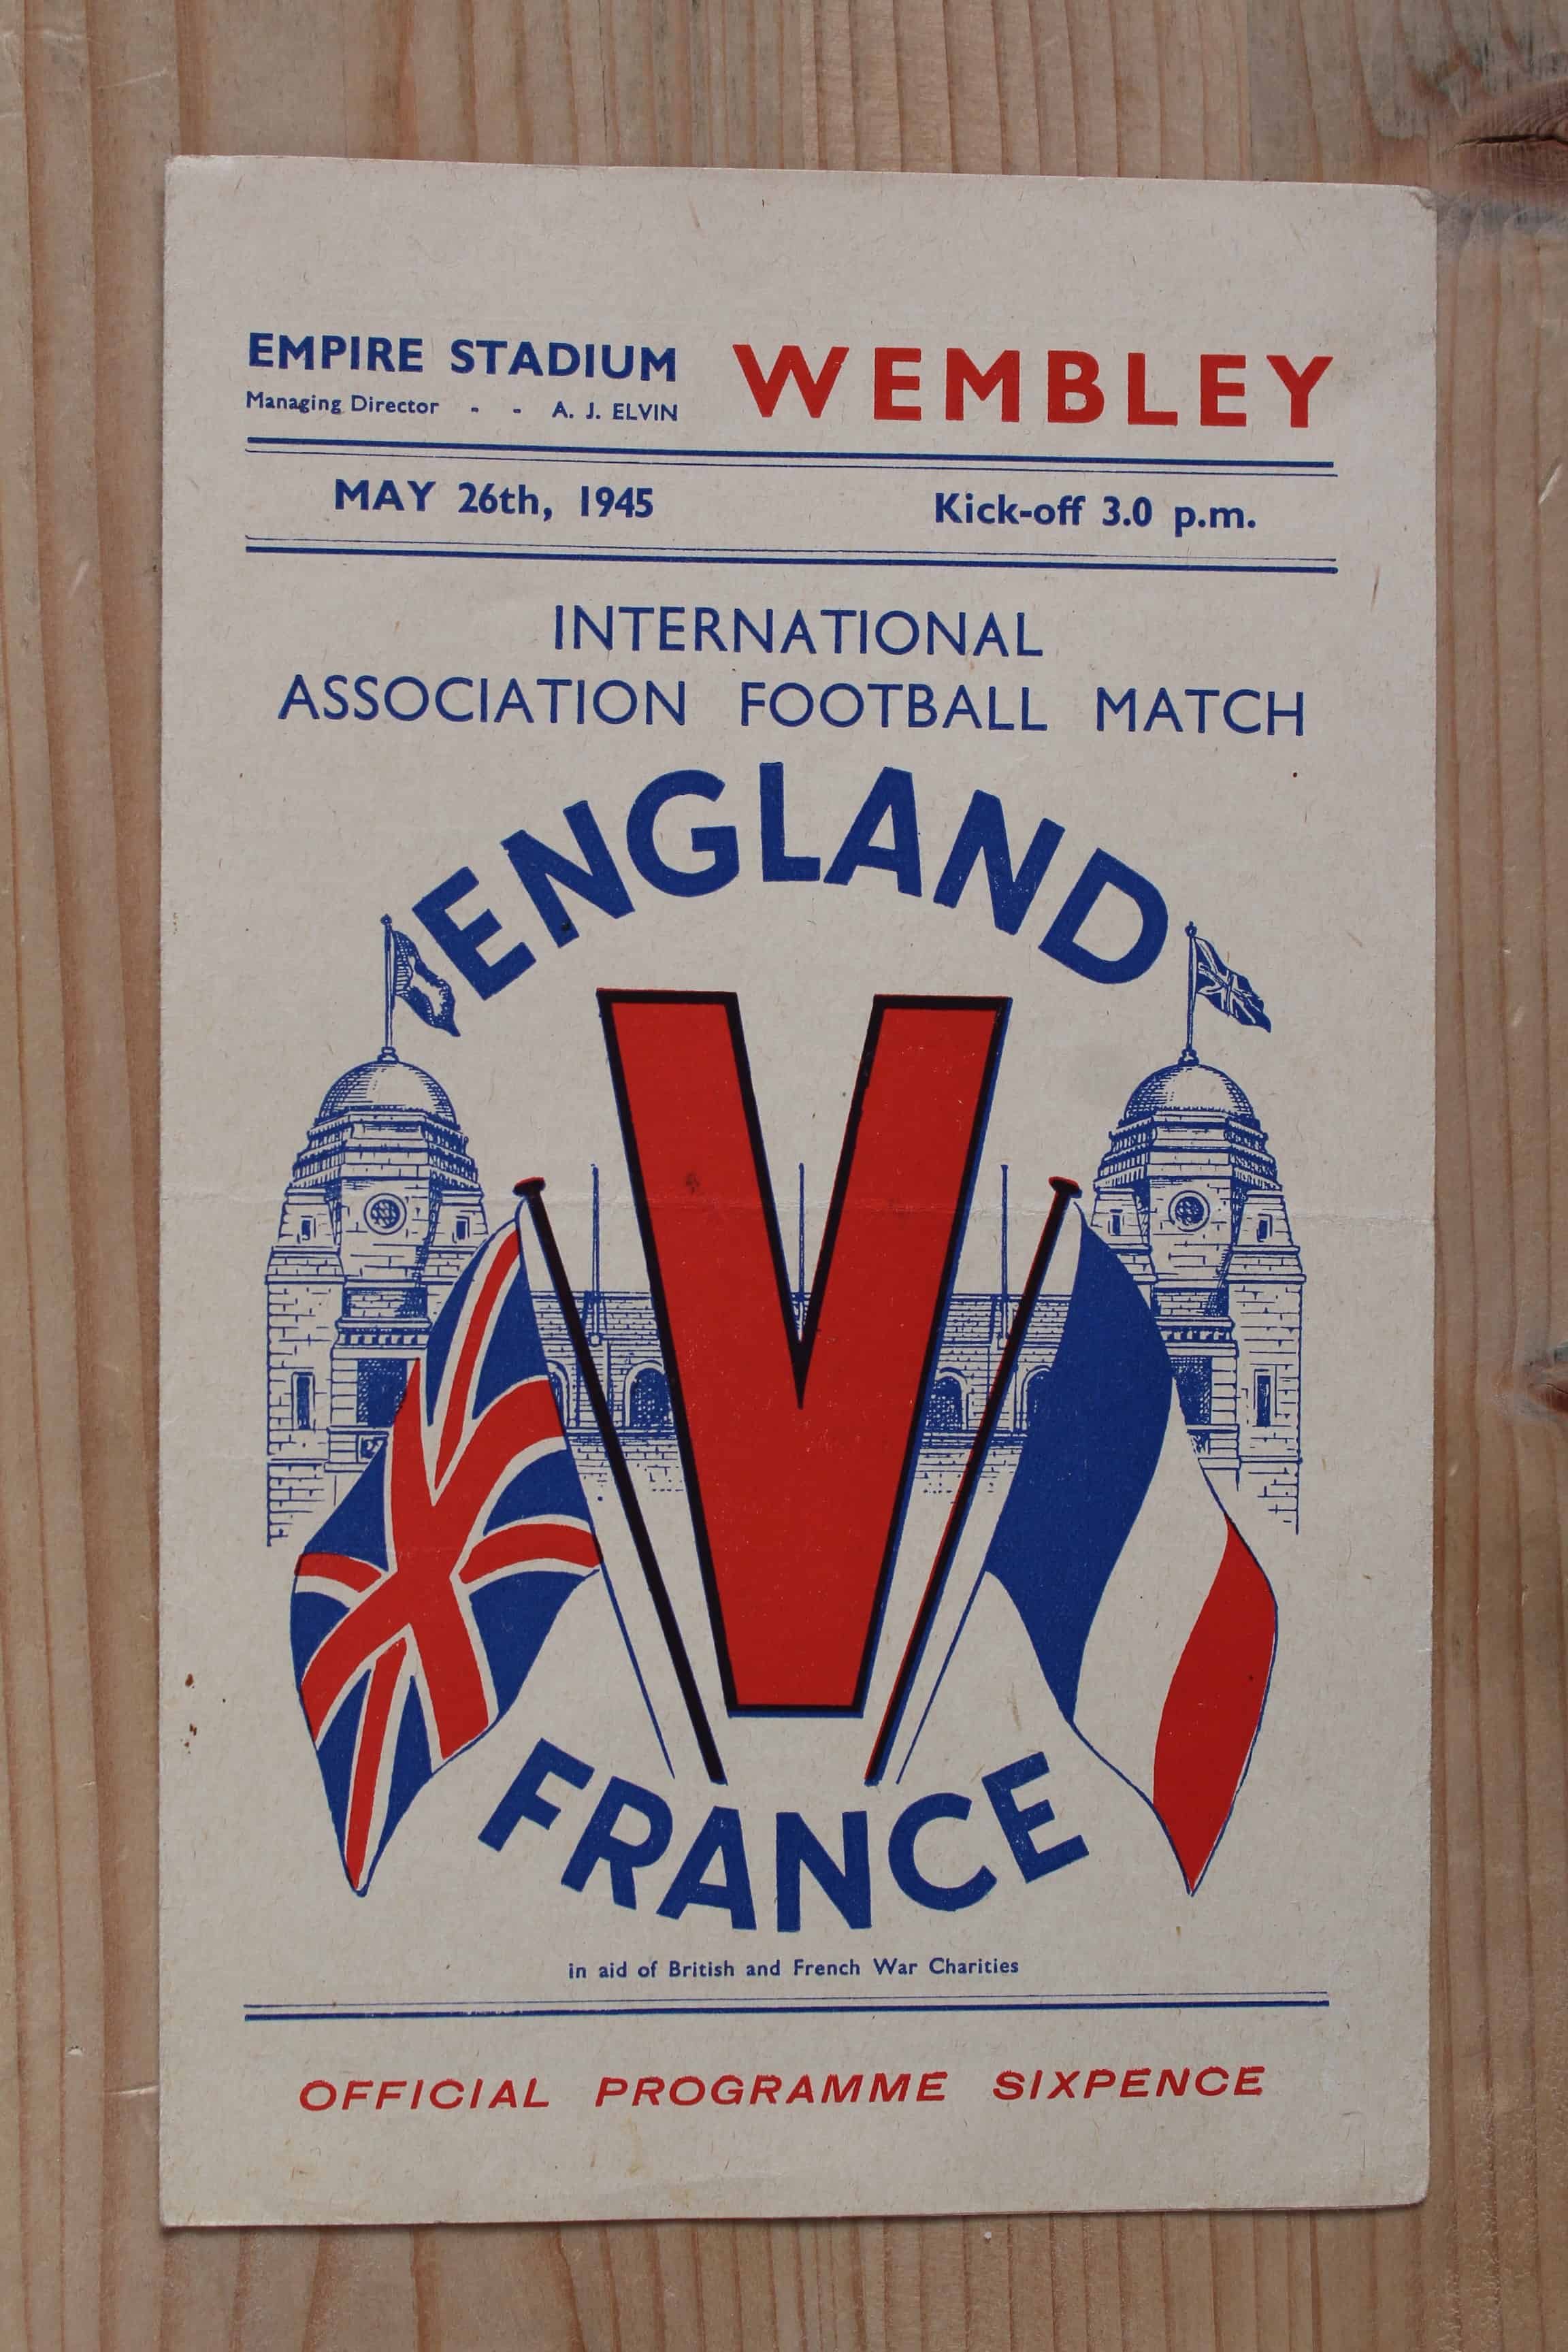 EMPIRE STADIUM WEMBLEY
Managing Director - - A. J. ELVIN
MAY 26th, 1945 Kick-off 3.0 p.m.
INTERNATIONAL
ASSOCIATION FOOTBALL MATCH
ENGLAND
V
FRANCE
in aid of British and French War Charities
OFFICIAL PROGRAMME SIXPENCE